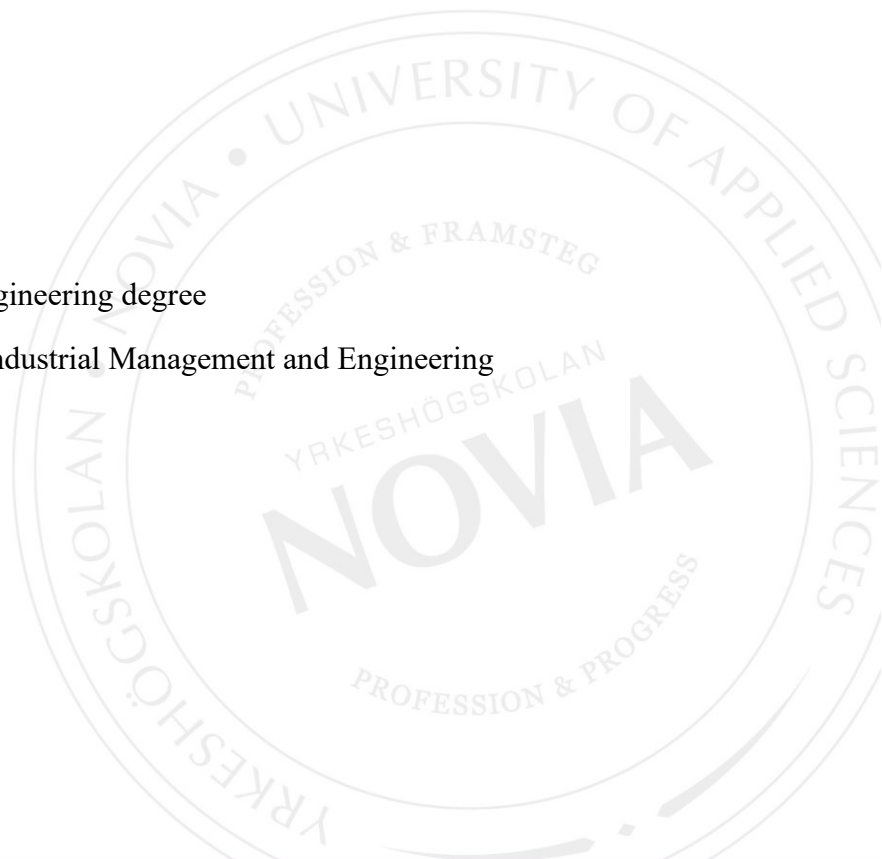 UNIVERSITY OF APPLIED SCIENCES
YRKESHÖGSKOLAN • NOVIA •
PROFESSION & FRAMSTEG
gineering degree
ndustrial Management and Engineering
YRKESHÖGSKOLAN
NOVIA
PROFESSION & PROGRESS